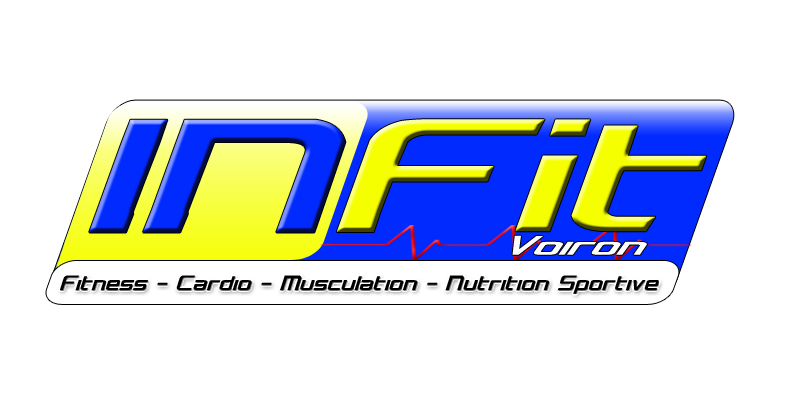 InFit
Voiron
Fitness - Cardio - Musculation - Nutrition Sportive